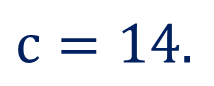 c = 14.